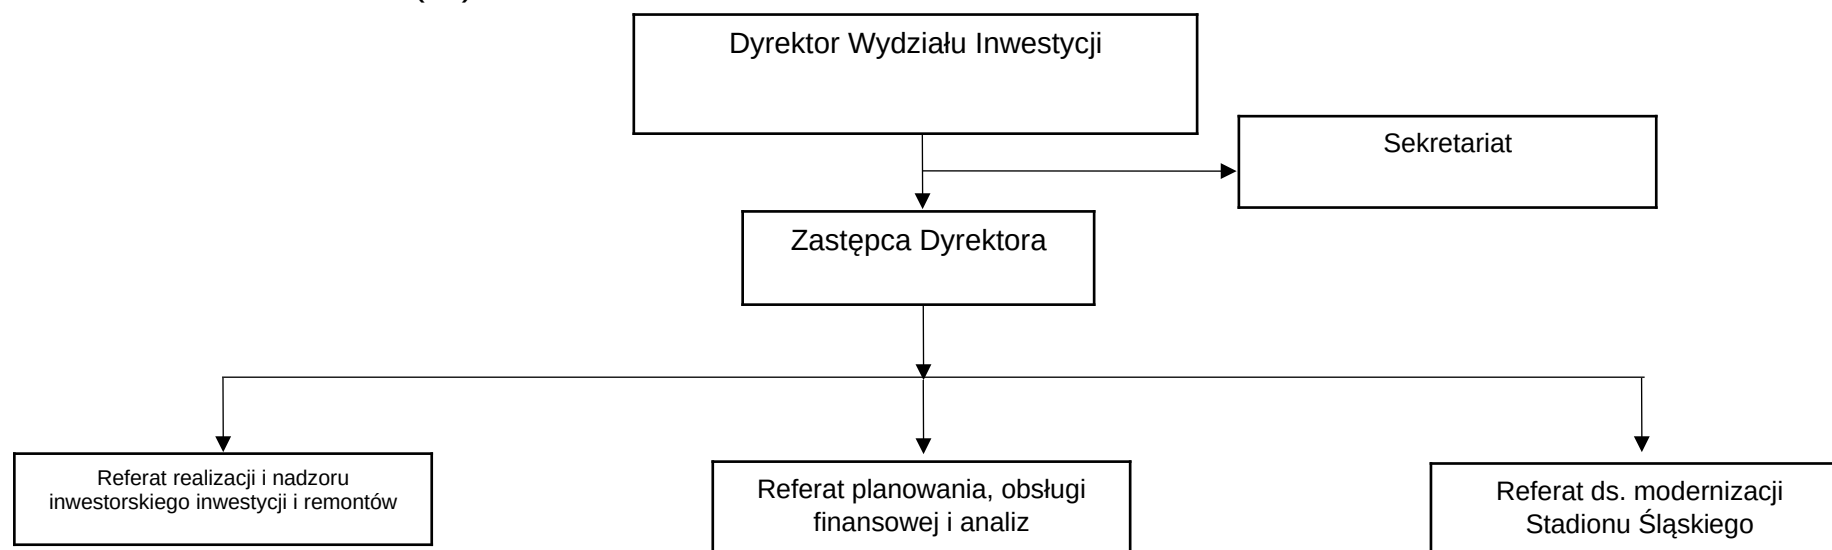 Dyrektor Wydziału Inwestycji
Sekretariat
Zastępca Dyrektora
Referat realizacji i nadzoru
inwestorskiego inwestycji i remontów
Referat planowania, obsługi
finansowej i analiz
Referat ds. modernizacji
Stadionu Śląskiego